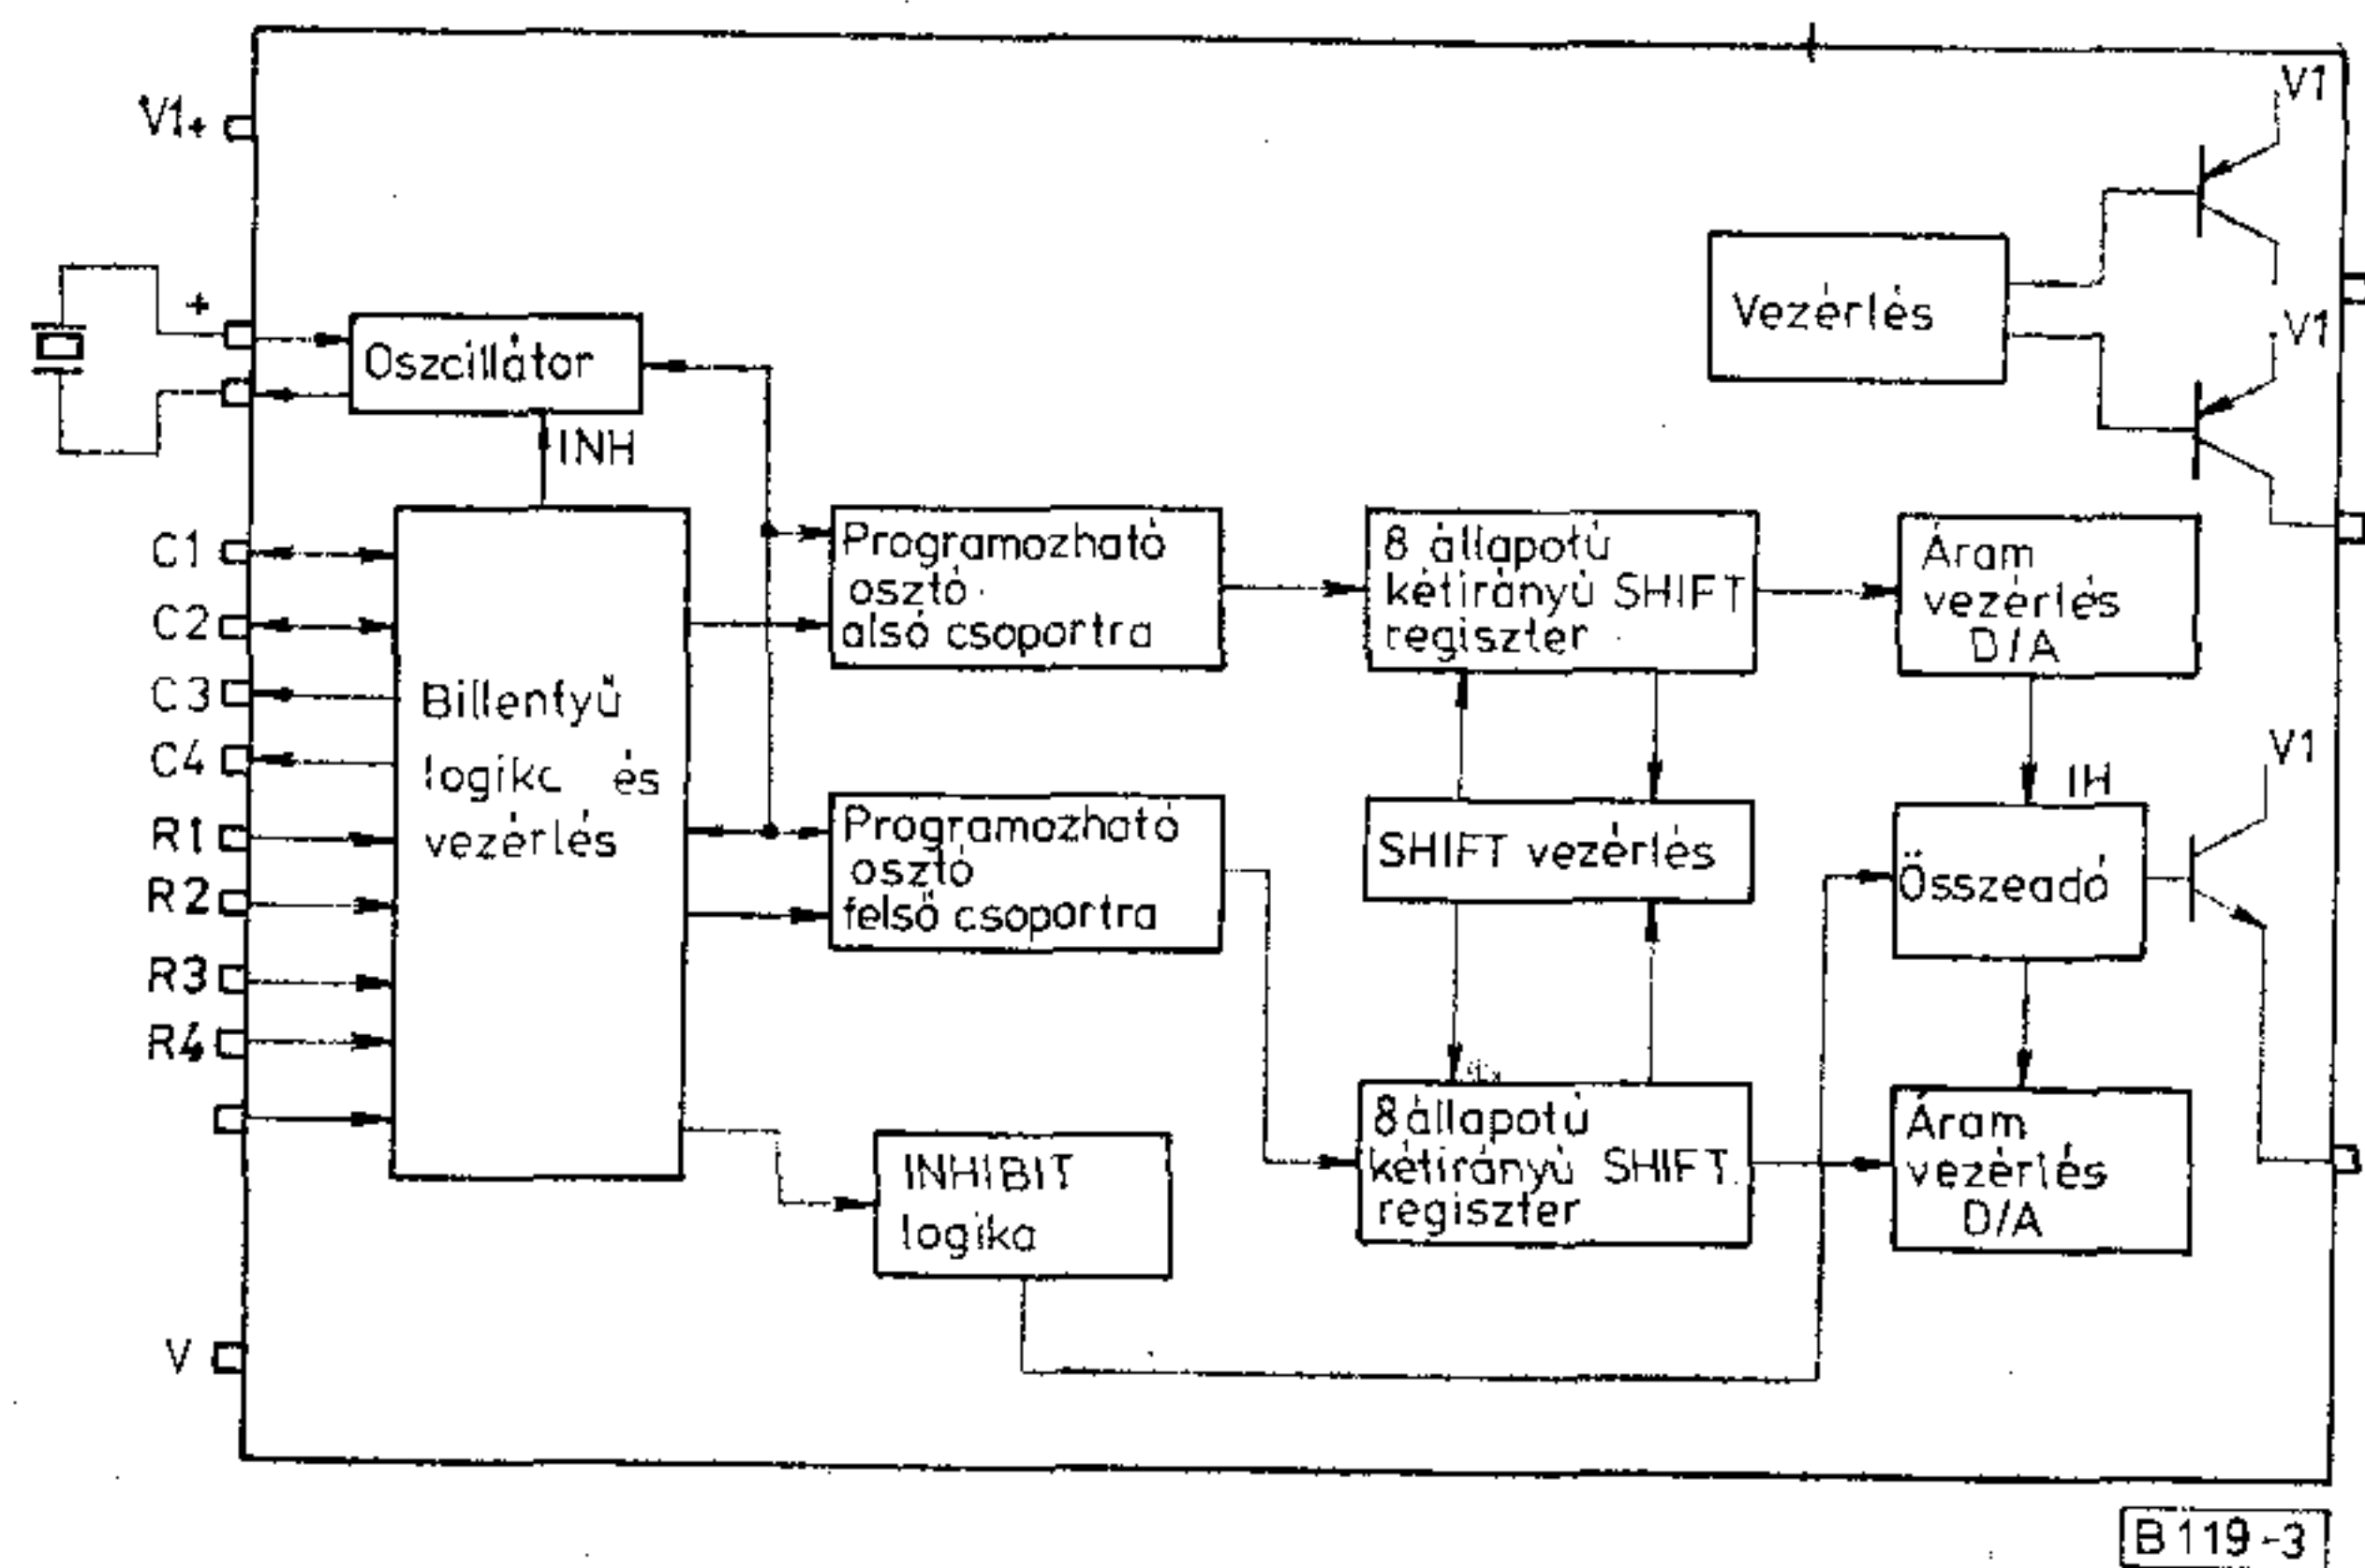 V1+
V1
+
Vezérlés
Oszcillátor
V1
INH
C1
C2
C3
C4
R1
R2
R3
R4
V
Billentyű
logika és
vezérlés
Programozható
osztó
alsó csoportra
8 állapotú
kétirányú SHIFT
regiszter
Áram
vezérlés
D/A
Programozható
osztó
felső csoportra
SHIFT vezérlés
IH
V1
Összeadó
INHIBIT
logika
8 állapotú
kétirányú SHIFT
regiszter
Áram
vezérlés
D/A
B119-3